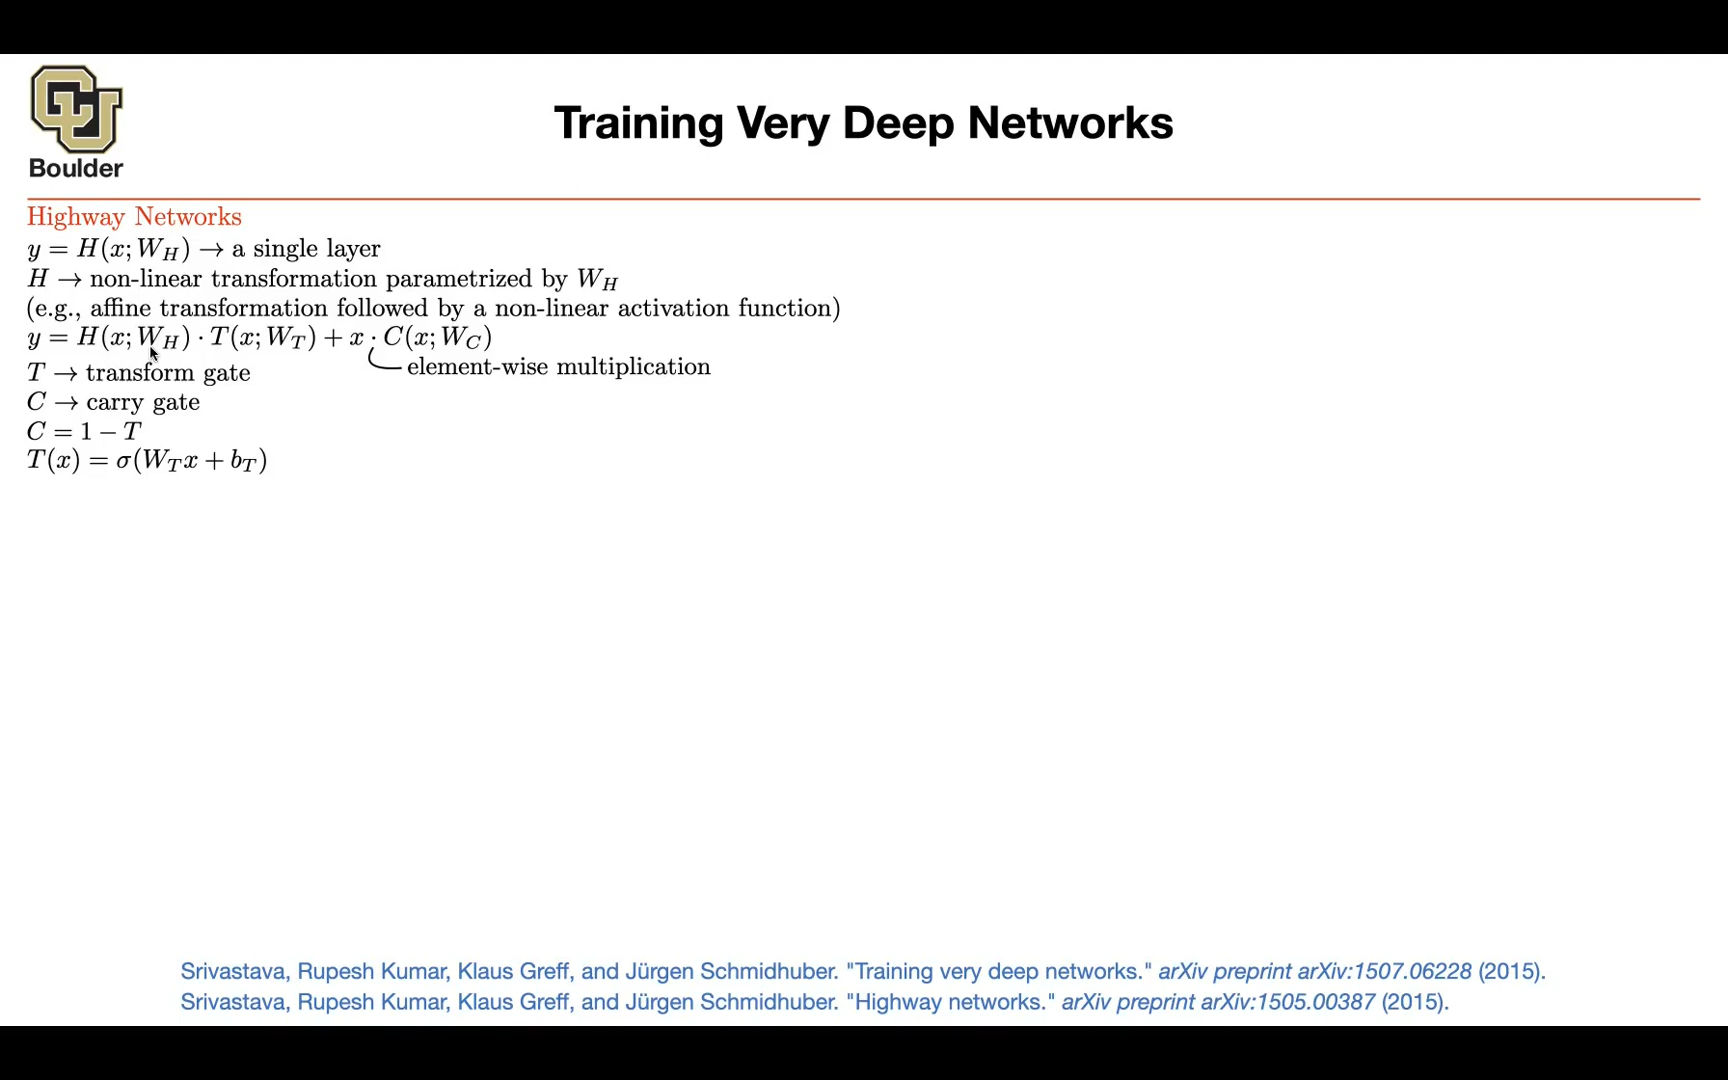 CU
Boulder
Training Very Deep Networks
Highway Networks
y = H(x; W_H) → a single layer
H → non-linear transformation parametrized by W_H
(e.g., affine transformation followed by a non-linear activation function)
y = H(x; W_H) · T(x; W_T) + x · C(x; W_C)
element-wise multiplication
T → transform gate
C → carry gate
C = 1 − T
T(x) = σ(W_T x + b_T)
Srivastava, Rupesh Kumar, Klaus Greff, and Jürgen Schmidhuber. "Training very deep networks." arXiv preprint arXiv:1507.06228 (2015).
Srivastava, Rupesh Kumar, Klaus Greff, and Jürgen Schmidhuber. "Highway networks." arXiv preprint arXiv:1505.00387 (2015).